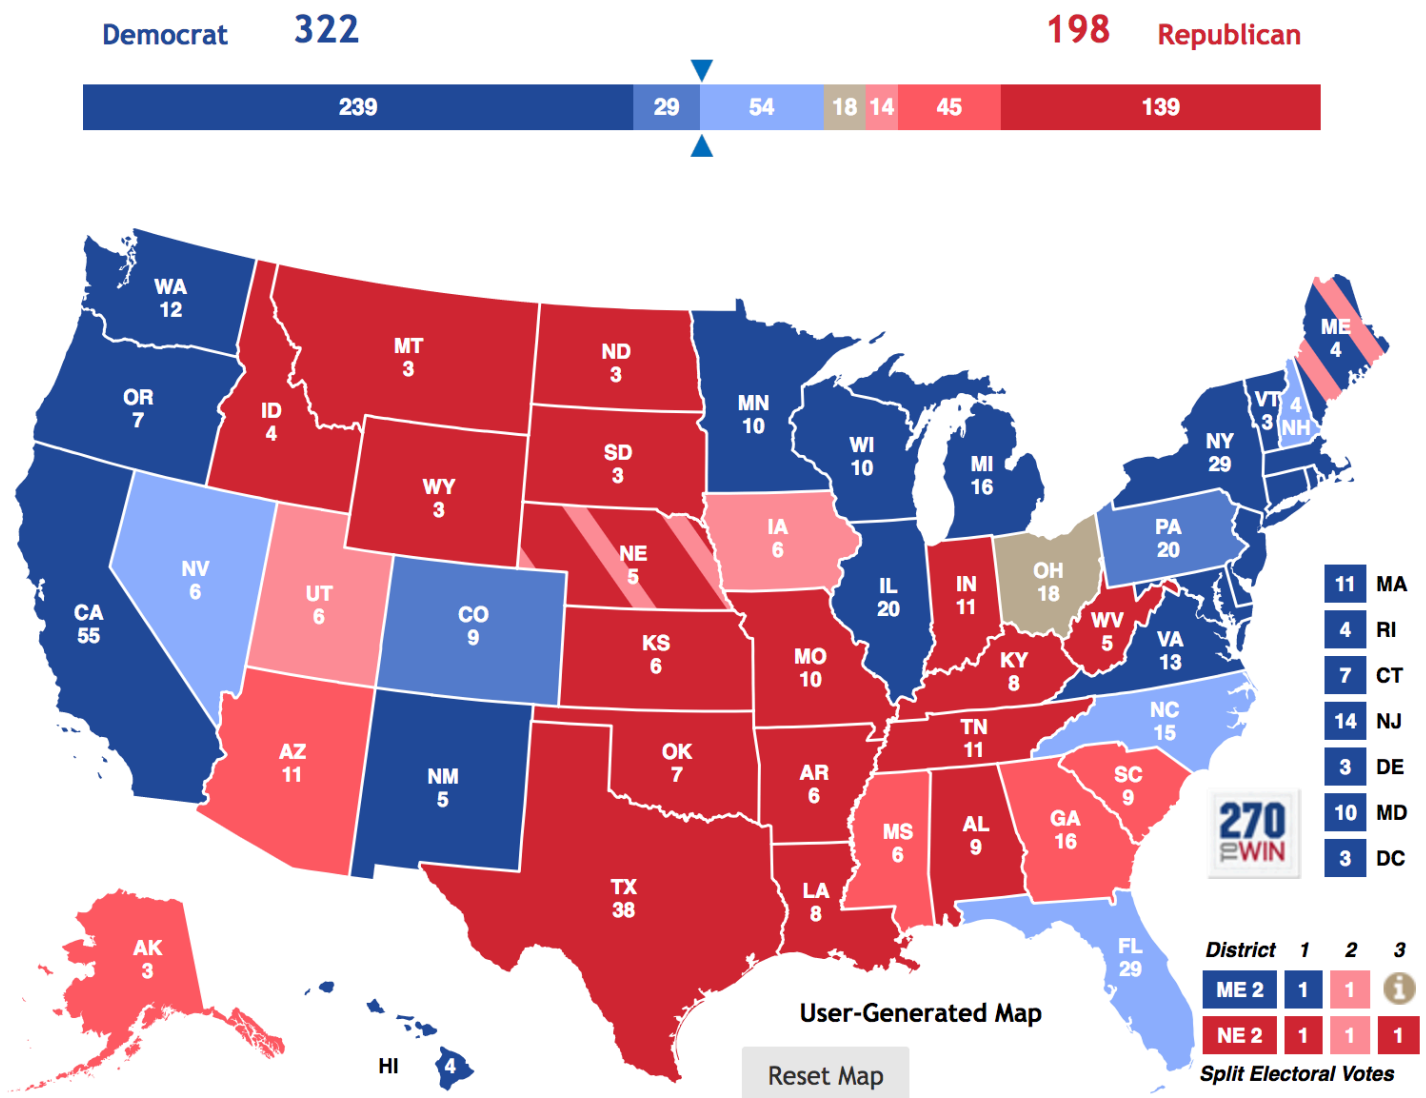 Democrat 322 198 Republican
239 29 54 18 14 45 139
WA
12
OR
7
CA
55
NV
6
ID
4
MT
3
WY
3
UT
6
AZ
11
CO
9
NM
5
ND
3
SD
3
NE
5
KS
6
OK
7
TX
38
MN
10
IA
6
MO
10
AR
6
LA
8
WI
10
IL
20
MI
16
IN
11
OH
18
KY
8
TN
11
MS
6
AL
9
GA
16
SC
9
NC
15
FL
29
VA
13
WV
5
PA
20
NY
29
VT
3
4
NH
ME
4
AK
3
HI 4
11 MA
4 RI
7 CT
14 NJ
3 DE
10 MD
3 DC
270
TO WIN
District 1 2 3
ME 2 1 1 i
NE 2 1 1 1
Split Electoral Votes
User-Generated Map
Reset Map